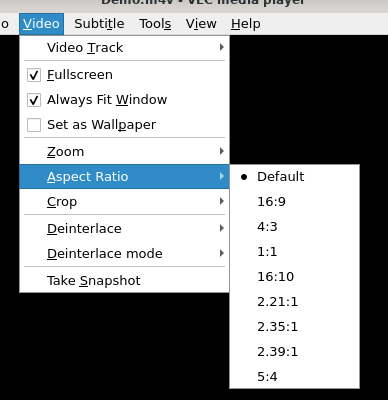 Demo.m4v - VLC media player
o Video Subtitle Tools View Help
Video Track
Fullscreen
Always Fit Window
Set as Wallpaper
Zoom
Aspect Ratio
Default
16:9
Crop
4:3
Deinterlace
1:1
Deinterlace mode
16:10
Take Snapshot
2.21:1
2.35:1
2.39:1
5:4